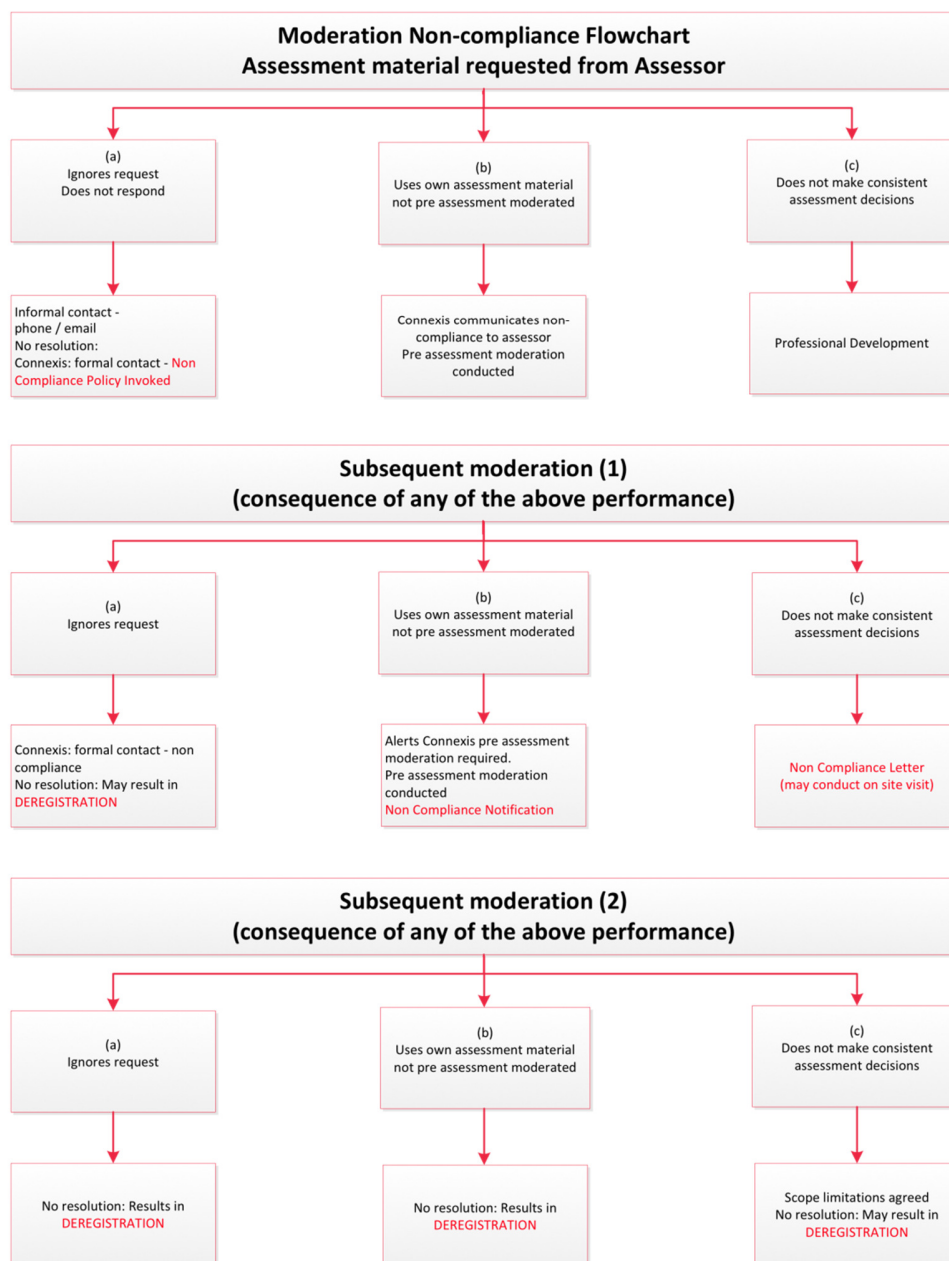 Moderation Non-compliance Flowchart
Assessment material requested from Assessor
(a)
Ignores request
Does not respond
(b)
Uses own assessment material
not pre assessment moderated
(c)
Does not make consistent
assessment decisions
Informal contact -
phone / email
No resolution:
Connexis: formal contact - Non
Compliance Policy Invoked
Connexis communicates non-
compliance to assessor
Pre assessment moderation
conducted
Professional Development
Subsequent moderation (1)
(consequence of any of the above performance)
(a)
Ignores request
(b)
Uses own assessment material
not pre assessment moderated
(c)
Does not make consistent
assessment decisions
Connexis: formal contact - non
compliance
No resolution: May result in
DEREGISTRATION
Alerts Connexis pre assessment
moderation required.
Pre assessment moderation
conducted
Non Compliance Notification
Non Compliance Letter
(may conduct on site visit)
Subsequent moderation (2)
(consequence of any of the above performance)
(a)
Ignores request
(b)
Uses own assessment material
not pre assessment moderated
(c)
Does not make consistent
assessment decisions
No resolution: Results in
DEREGISTRATION
No resolution: Results in
DEREGISTRATION
Scope limitations agreed
No resolution: May result in
DEREGISTRATION